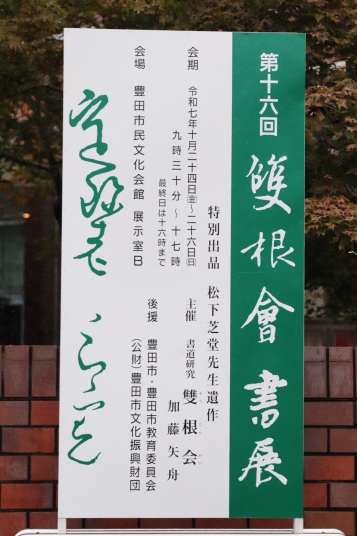 第十六回 雙根會書展
特別出品 松下芝堂先生遺作
主催 書道研究 雙根会
加藤矢舟
会期 令和七年十月二十四日㈮～二十六日㈰
九時三十分～十七時
最終日は十六時まで
後援 豊田市・豊田市教育委員会
(公財)豊田市文化振興財団
会場 豊田市民文化会館 展示室B